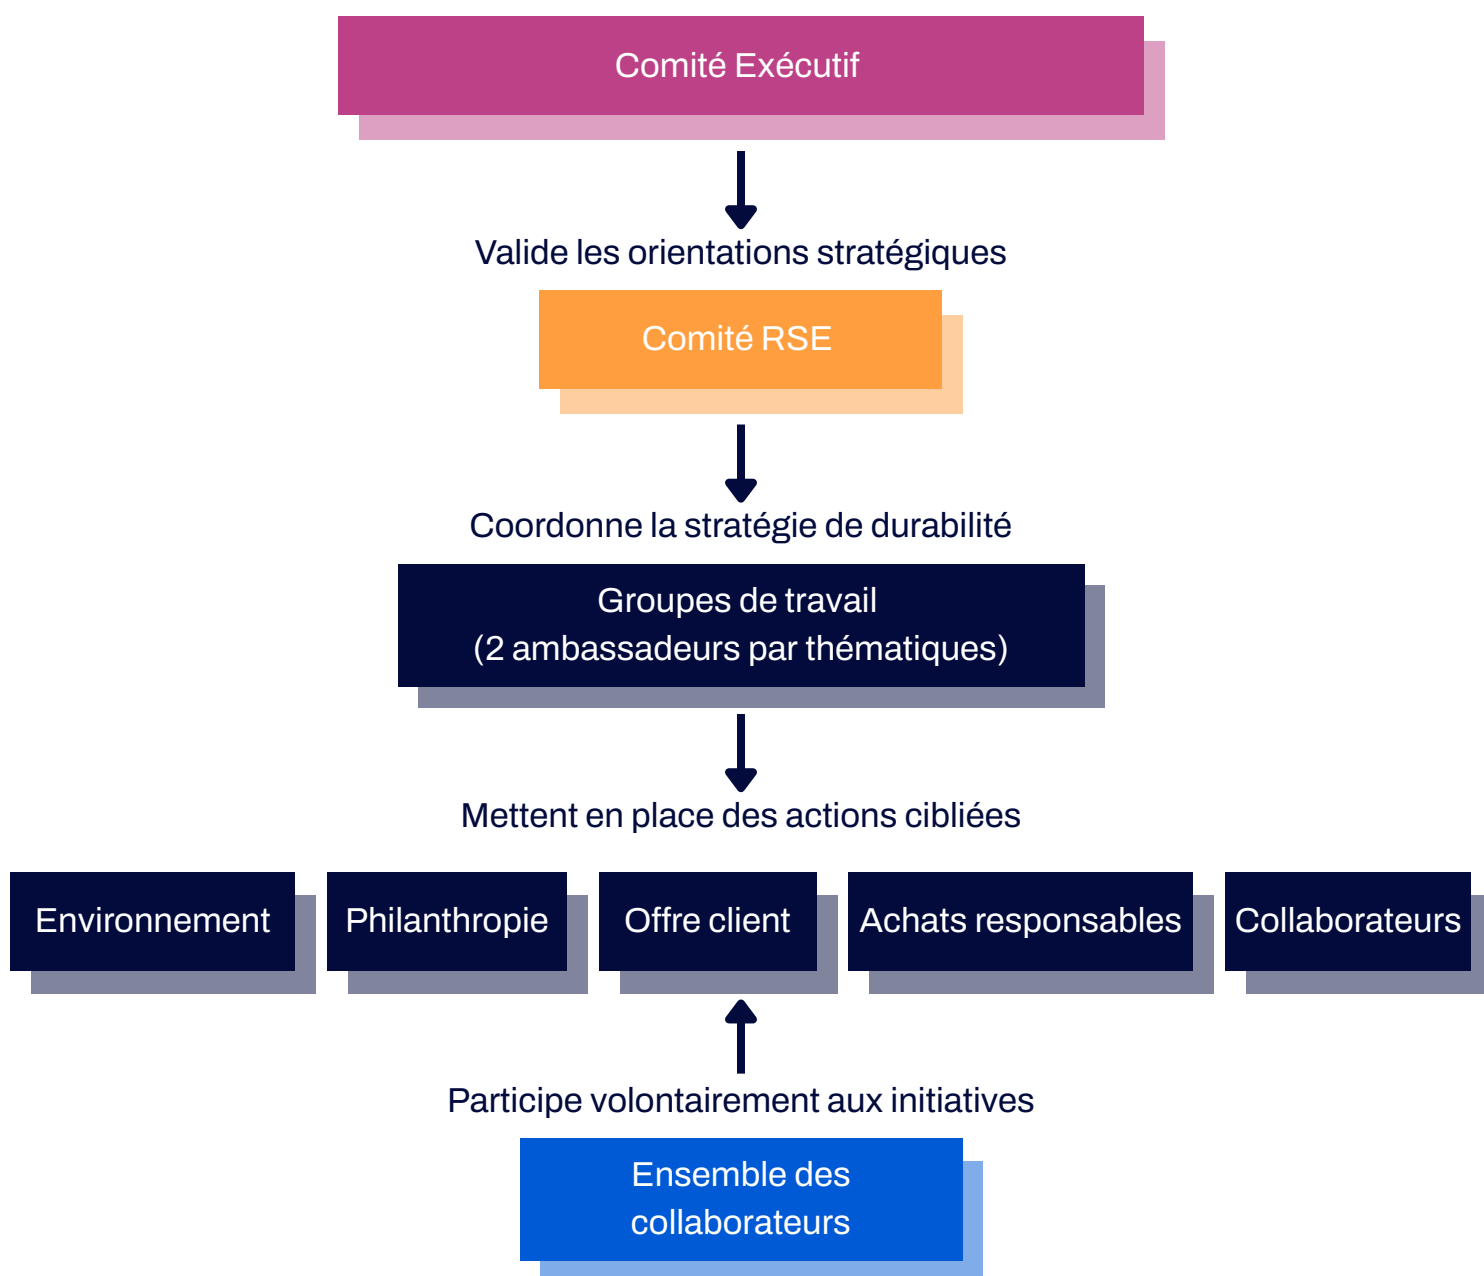 Comité Exécutif
Valide les orientations stratégiques
Comité RSE
Coordonne la stratégie de durabilité
Groupes de travail
(2 ambassadeurs par thématiques)
Mettent en place des actions cibliées
Environnement
Philanthropie
Offre client
Achats responsables
Collaborateurs
Participe volontairement aux initiatives
Ensemble des
collaborateurs